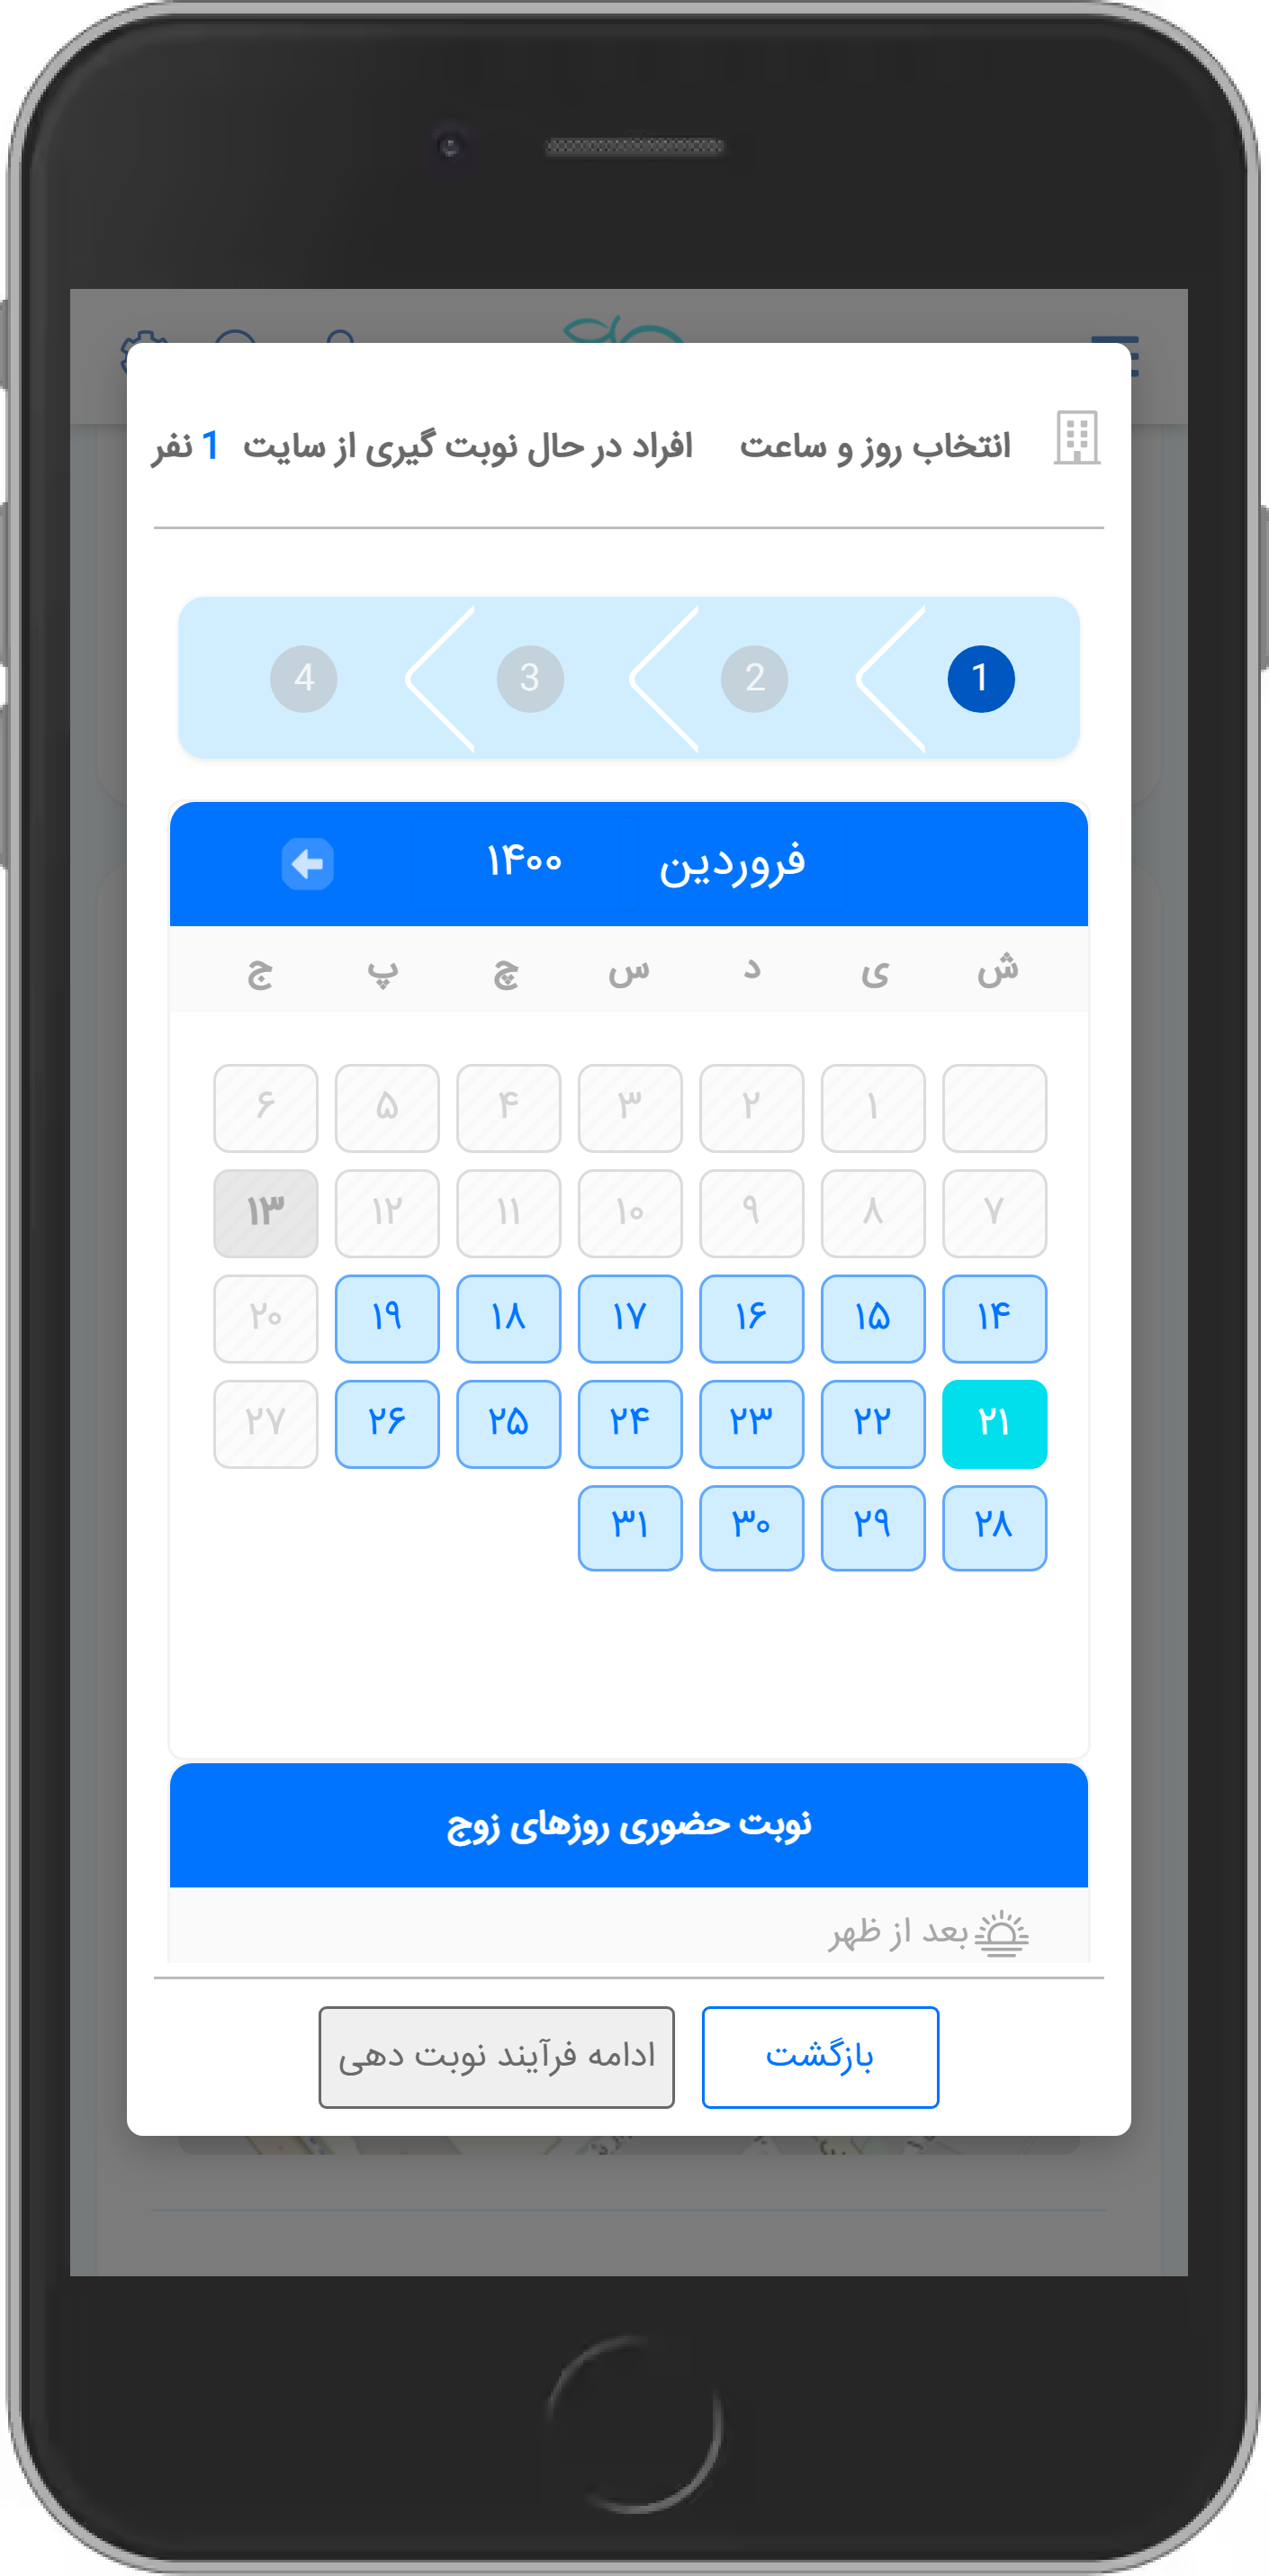 انتخاب روز و ساعت افراد در حال نوبت گیری از سایت 1 نفر
1 2 3 4
فروردین ۱۴۰۰
ش ی د س چ پ ج
۱ ۲ ۳ ۴ ۵ ۶
۷ ۸ ۹ ۱۰ ۱۱ ۱۲ ۱۳
۱۴ ۱۵ ۱۶ ۱۷ ۱۸ ۱۹ ۲۰
۲۱ ۲۲ ۲۳ ۲۴ ۲۵ ۲۶ ۲۷
۲۸ ۲۹ ۳۰ ۳۱
نوبت حضوری روزهای زوج
بعد از ظهر
بازگشت ادامه فرآیند نوبت دهی